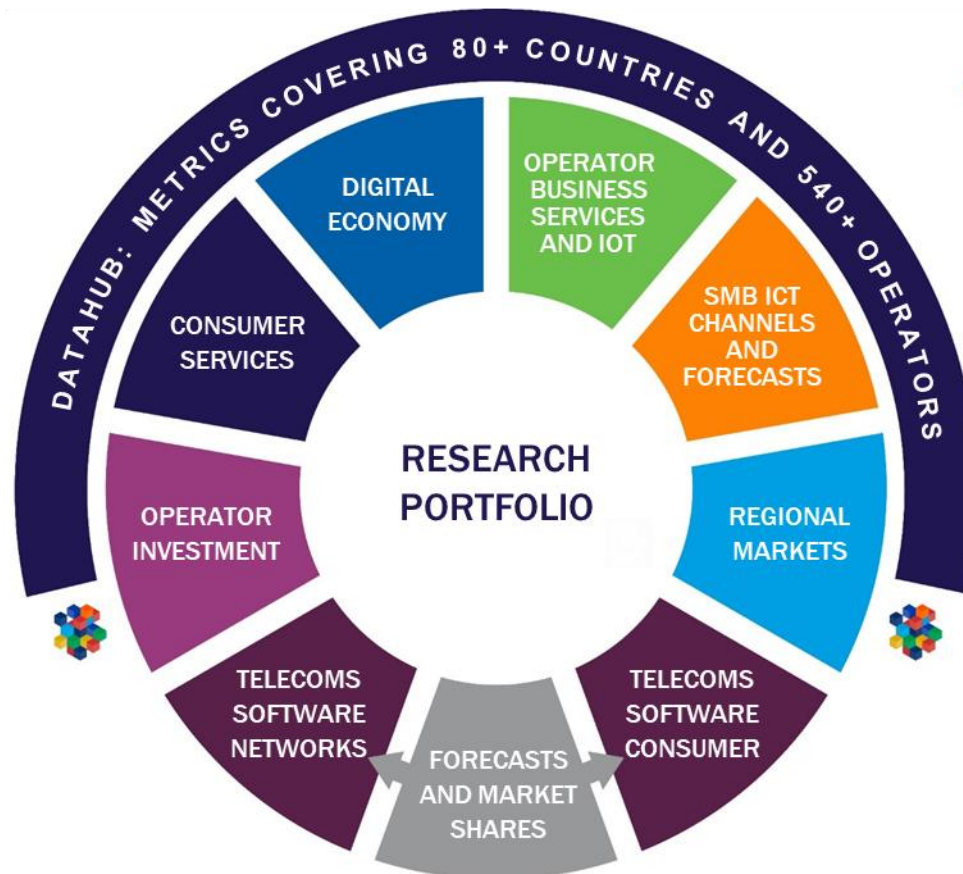 DATAHUB: METRICS COVERING 80+ COUNTRIES AND 540+ OPERATORS
DIGITAL
ECONOMY
OPERATOR
BUSINESS
SERVICES
AND IOT
CONSUMER
SERVICES
SMB ICT
CHANNELS
AND
FORECASTS
RESEARCH
PORTFOLIO
OPERATOR
INVESTMENT
REGIONAL
MARKETS
TELECOMS
SOFTWARE
NETWORKS
FORECASTS
AND MARKET
SHARES
TELECOMS
SOFTWARE
CONSUMER